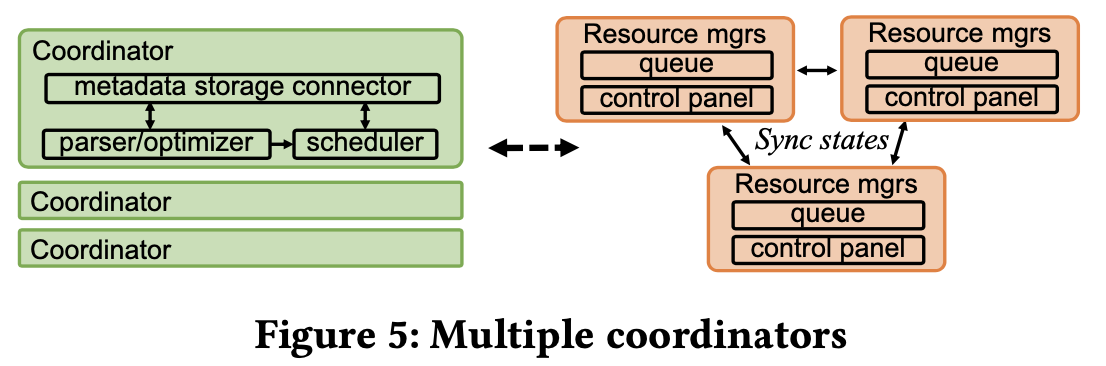 Coordinator
metadata storage connector
parser/optimizer
scheduler
Coordinator
Coordinator
Resource mgrs
queue
control panel
Resource mgrs
queue
control panel
Sync states
Resource mgrs
queue
control panel
Figure 5: Multiple coordinators